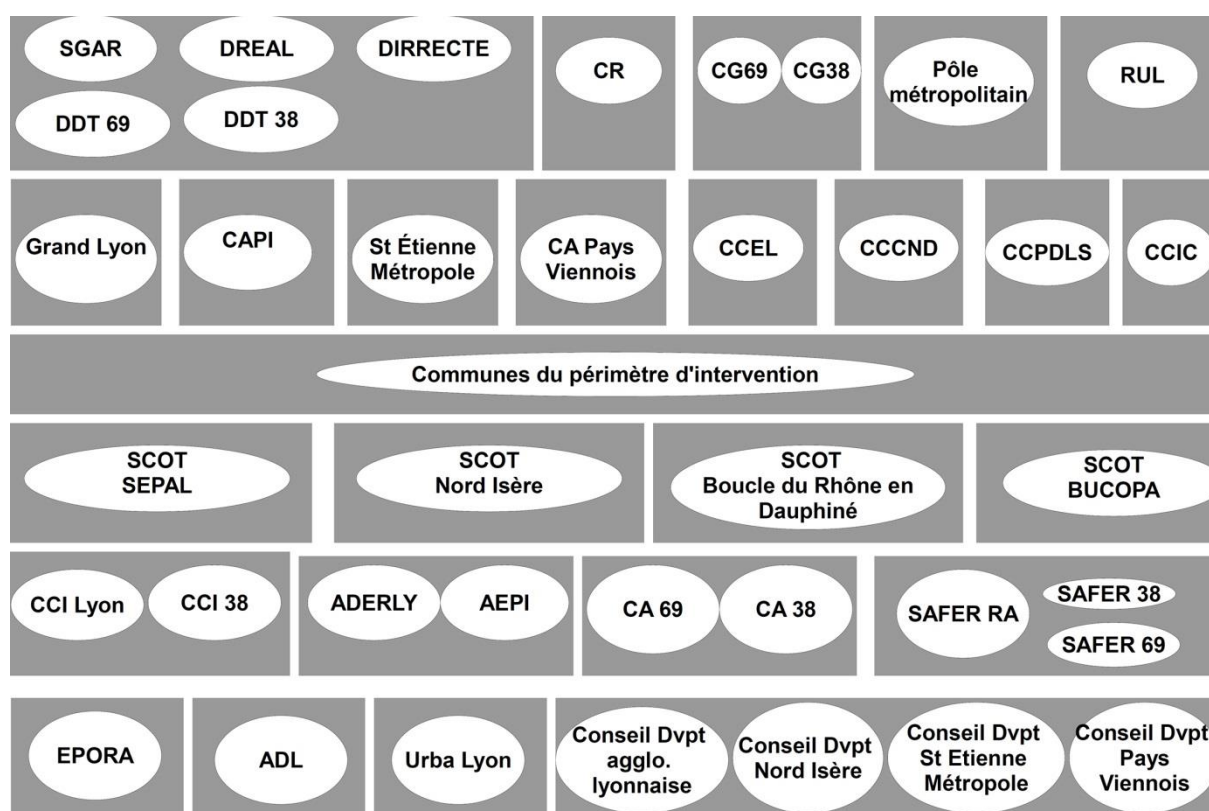 SGAR
DREAL
DIRRECTE
DDT 69
DDT 38
CR
CG69
CG38
Pôle
métropolitain
RUL
Grand Lyon
CAPI
St Étienne
Métropole
CA Pays
Viennois
CCEL
CCCND
CCPDLS
CCIC
Communes du périmètre d'intervention
SCOT
SEPAL
SCOT
Nord Isère
SCOT
Boucle du Rhône en
Dauphiné
SCOT
BUCOPA
CCI Lyon
CCI 38
ADERLY
AEPI
CA 69
CA 38
SAFER RA
SAFER 38
SAFER 69
EPORA
ADL
Urba Lyon
Conseil Dvpt
agglo.
lyonnaise
Conseil Dvpt
Nord Isère
Conseil Dvpt
St Etienne
Métropole
Conseil Dvpt
Pays
Viennois